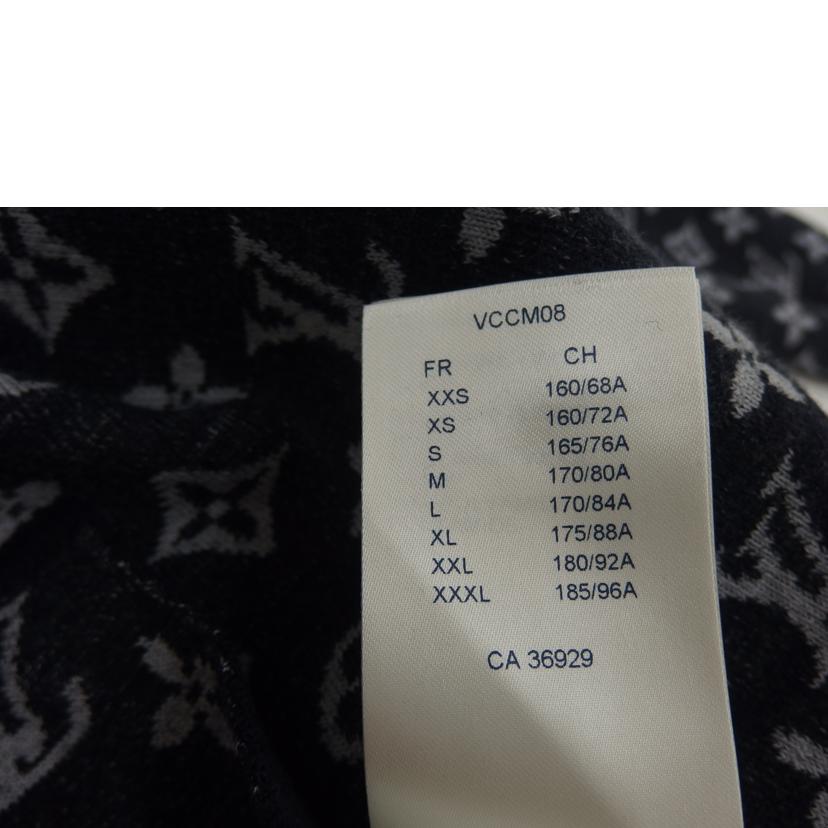 VCCM08
FR CH
XXS 160/68A
XS 160/72A
S 165/76A
M 170/80A
L 170/84A
XL 175/88A
XXL 180/92A
XXXL 185/96A
CA 36929